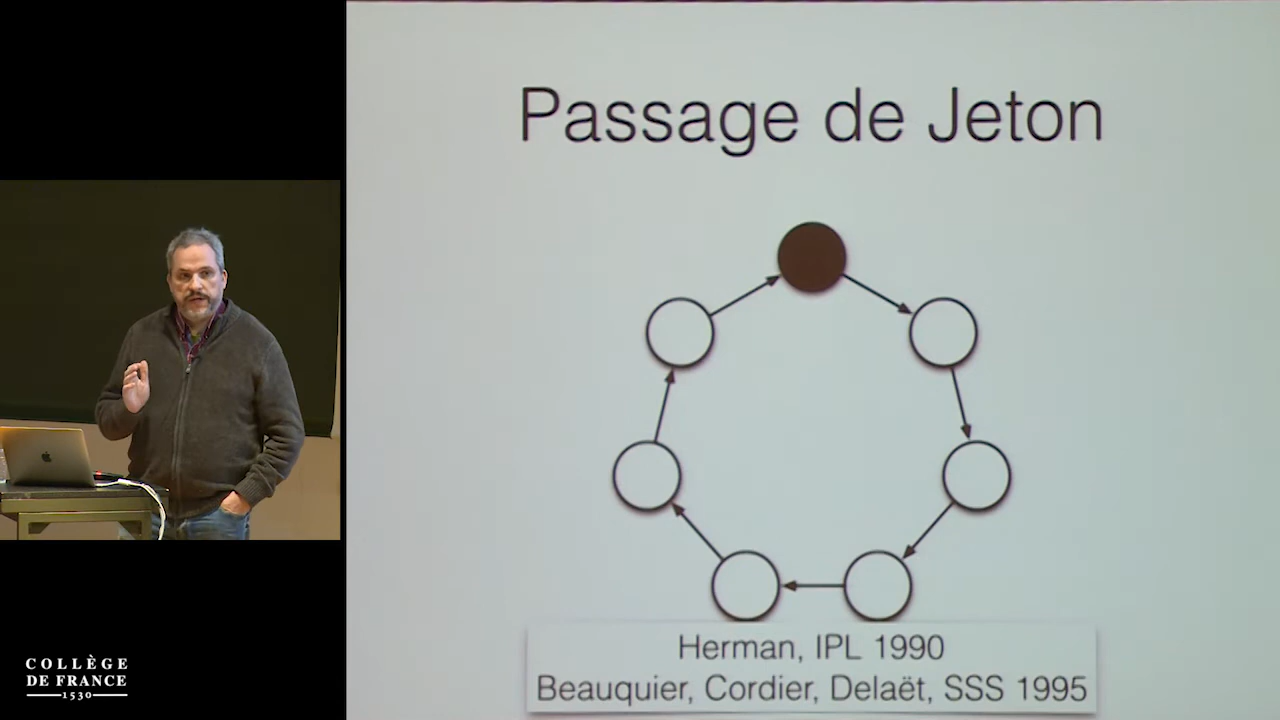 Passage de Jeton
Herman, IPL 1990
Beauquier, Cordier, Delaët, SSS 1995
COLLÈGE
DE FRANCE
1530